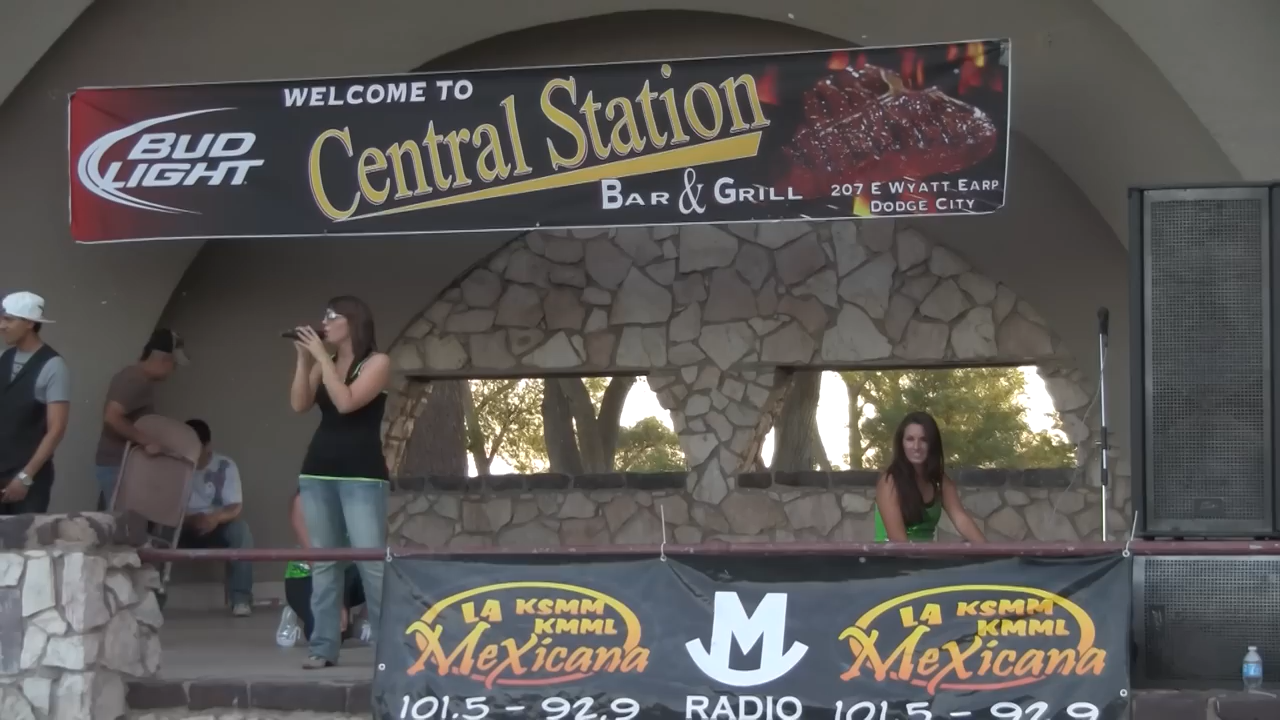 WELCOME TO
BUD LIGHT
Central Station
BAR & GRILL
207 E WYATT EARP
DODGE CITY
LA KSMM
KMML
MeXicana
101.5 - 92.9
M
RADIO
LA KSMM
KMML
MeXicana
101.5 - 92.9